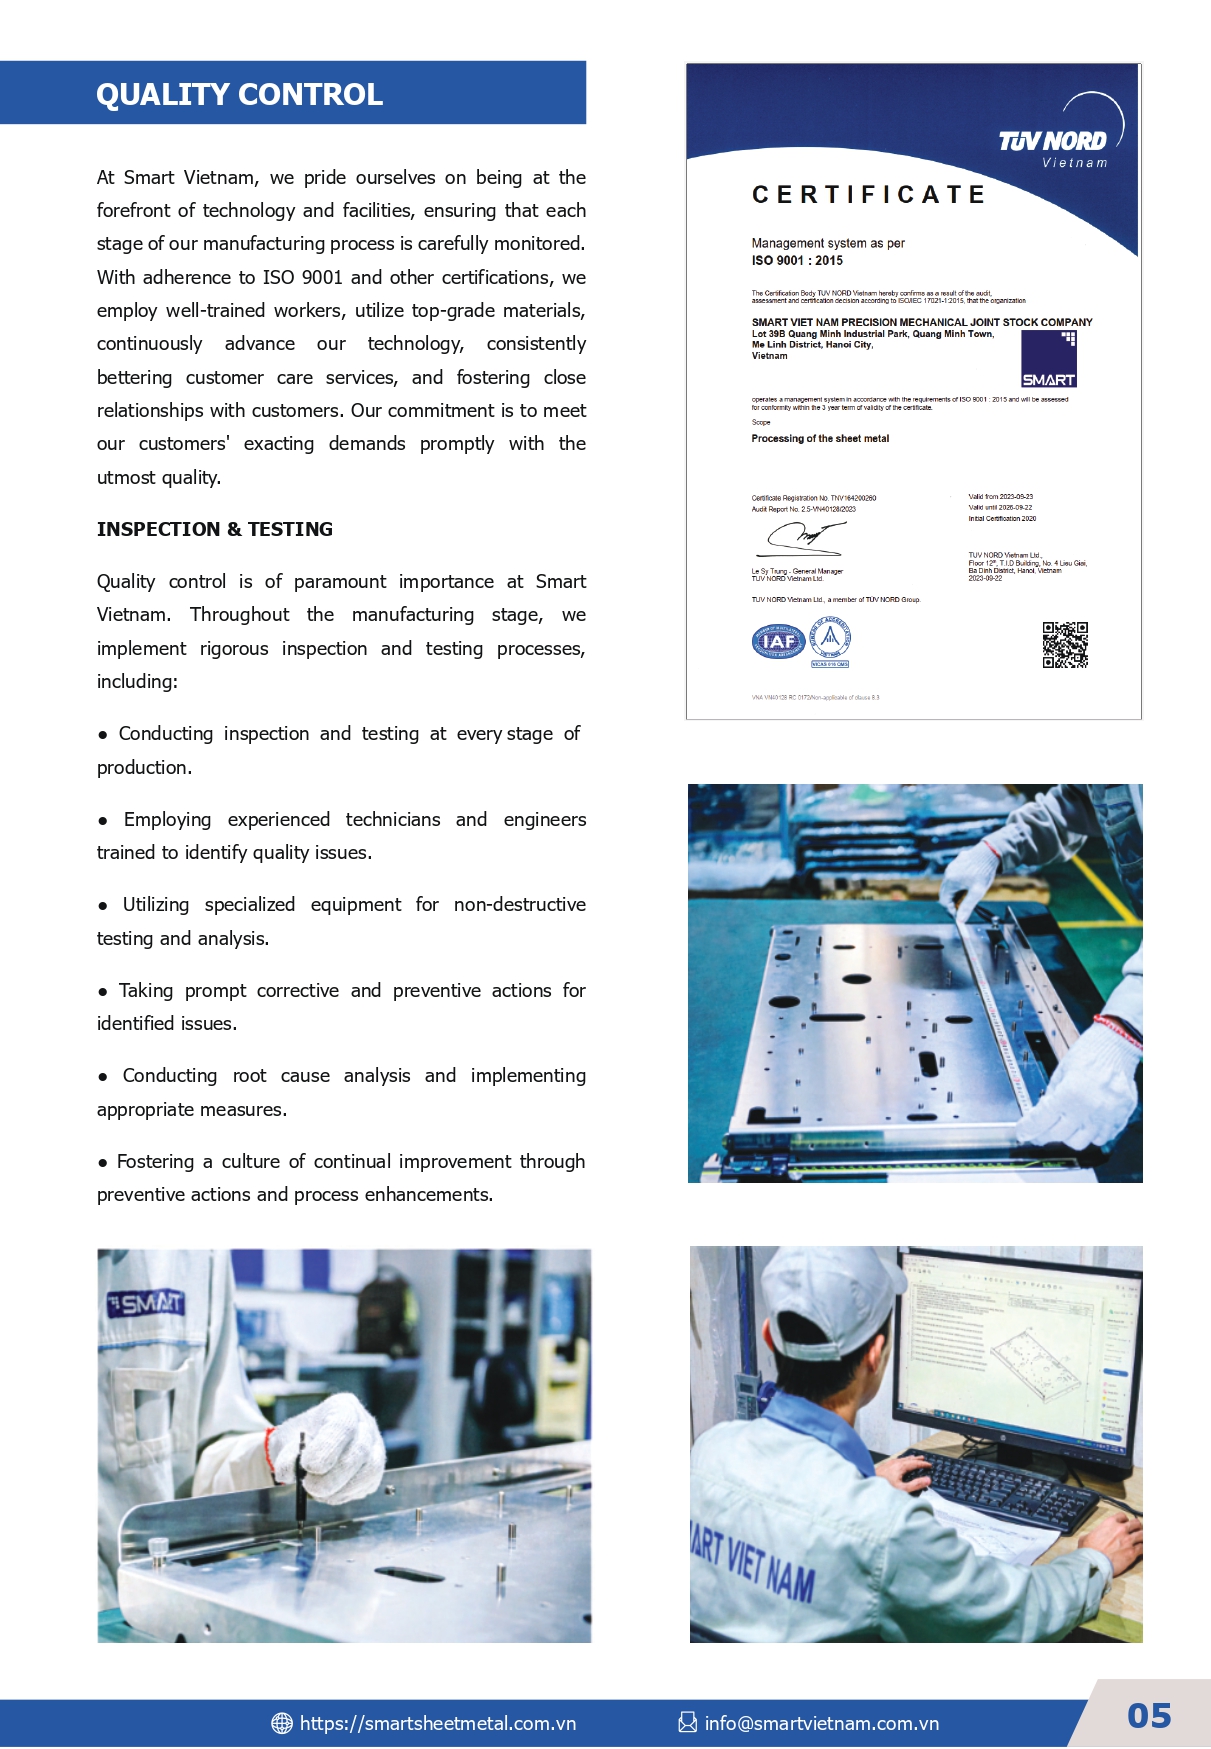 QUALITY CONTROL
At Smart Vietnam, we pride ourselves on being at the
forefront of technology and facilities, ensuring that each
stage of our manufacturing process is carefully monitored.
With adherence to ISO 9001 and other certifications, we
employ well-trained workers, utilize top-grade materials,
continuously advance our technology, consistently
bettering customer care services, and fostering close
relationships with customers. Our commitment is to meet
our customers' exacting demands promptly with the
utmost quality.
INSPECTION & TESTING
Quality control is of paramount importance at Smart
Vietnam. Throughout the manufacturing stage, we
implement rigorous inspection and testing processes,
including:
● Conducting inspection and testing at every stage of
production.
● Employing experienced technicians and engineers
trained to identify quality issues.
● Utilizing specialized equipment for non-destructive
testing and analysis.
● Taking prompt corrective and preventive actions for
identified issues.
● Conducting root cause analysis and implementing
appropriate measures.
● Fostering a culture of continual improvement through
preventive actions and process enhancements.
SMART
TÜV NORD
Vietnam
CERTIFICATE
Management system as per
ISO 9001 : 2015
The Certification Body TUV NORD Vietnam hereby confirms as a result of the audit,
assessment and certification decision according to ISO/IEC 17021-1:2015, that the organization
SMART VIET NAM PRECISION MECHANICAL JOINT STOCK COMPANY
Lot 39B Quang Minh Industrial Park, Quang Minh Town,
Me Linh District, Hanoi City,
Vietnam
SMART
operates a management system in accordance with the requirements of ISO 9001 : 2015 and will be assessed
for conformity within the 3 year term of validity of the certificate.
Scope
Processing of the sheet metal
Certificate Registration No. TNV164200260
Audit Report No. 2.5-VN40128/2023
Valid from 2023-09-23
Valid until 2026-09-22
Initial Certification 2020
Le Sy Trung - General Manager
TUV NORD Vietnam Ltd.
TUV NORD Vietnam Ltd.,
Floor 12A, T.I.D Building, No. 4 Lieu Giai,
Ba Dinh District, Hanoi, Vietnam
2023-09-22
TUV NORD Vietnam Ltd., a member of TÜV NORD Group.
IAF
BUREAU OF ACCREDITATION
VIETNAM
VICAS 016 QMS
SMART VIET NAM
https://smartsheetmetal.com.vn
info@smartvietnam.com.vn
05